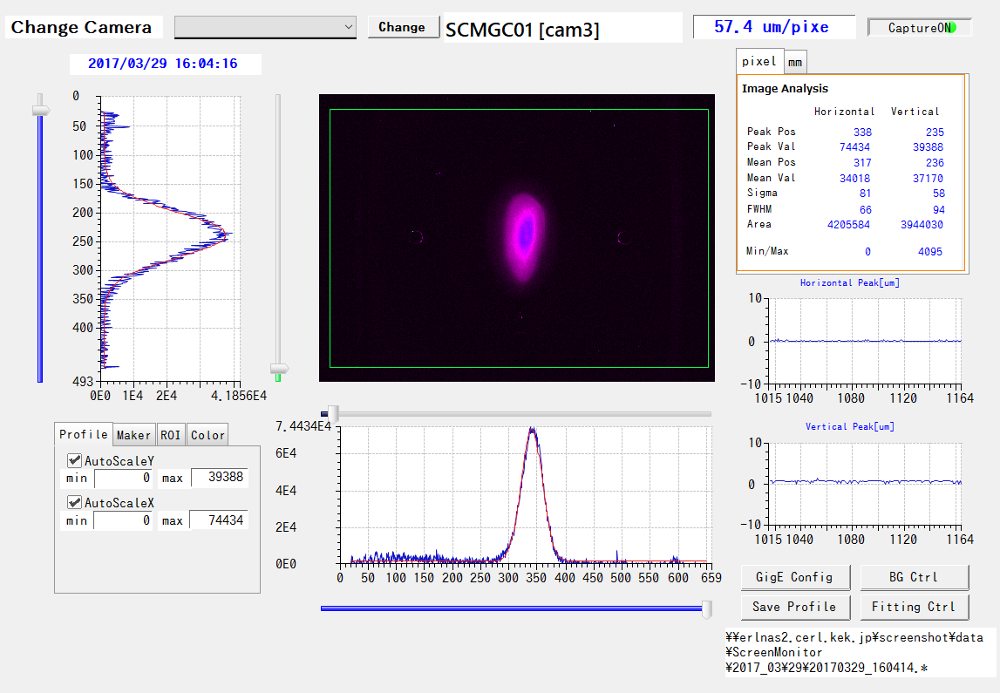 Change Camera
Change
SCMGC01 [cam3]
57.4 um/pixe
CaptureON
2017/03/29 16:04:16
pixel mm
Image Analysis
Horizontal Vertical
Peak Pos 338 235
Peak Val 74434 39388
Mean Pos 317 236
Mean Val 34018 37170
Sigma 81 58
FWHM 66 94
Area 4205584 3944030
Min/Max 0 4095
0
50
100
150
200
250
300
350
400
493
0E0 1E4 2E4 4.1856E4
Horizontal Peak[um]
10
0
-10
1015 1040 1080 1120 1164
Vertical Peak[um]
10
0
-10
1015 1040 1080 1120 1164
Profile Maker ROI Color
AutoScaleY
min 0 max 39388
AutoScaleX
min 0 max 74434
7.4434E4
6E4
4E4
2E4
0E0
0 50 100 150 200 250 300 350 400 450 500 550 600 659
GigE Config BG Ctrl
Save Profile Fitting Ctrl
¥¥erlnas2.cerl.kek.jp¥screenshot¥data
¥ScreenMonitor
¥2017_03¥29¥20170329_160414.*